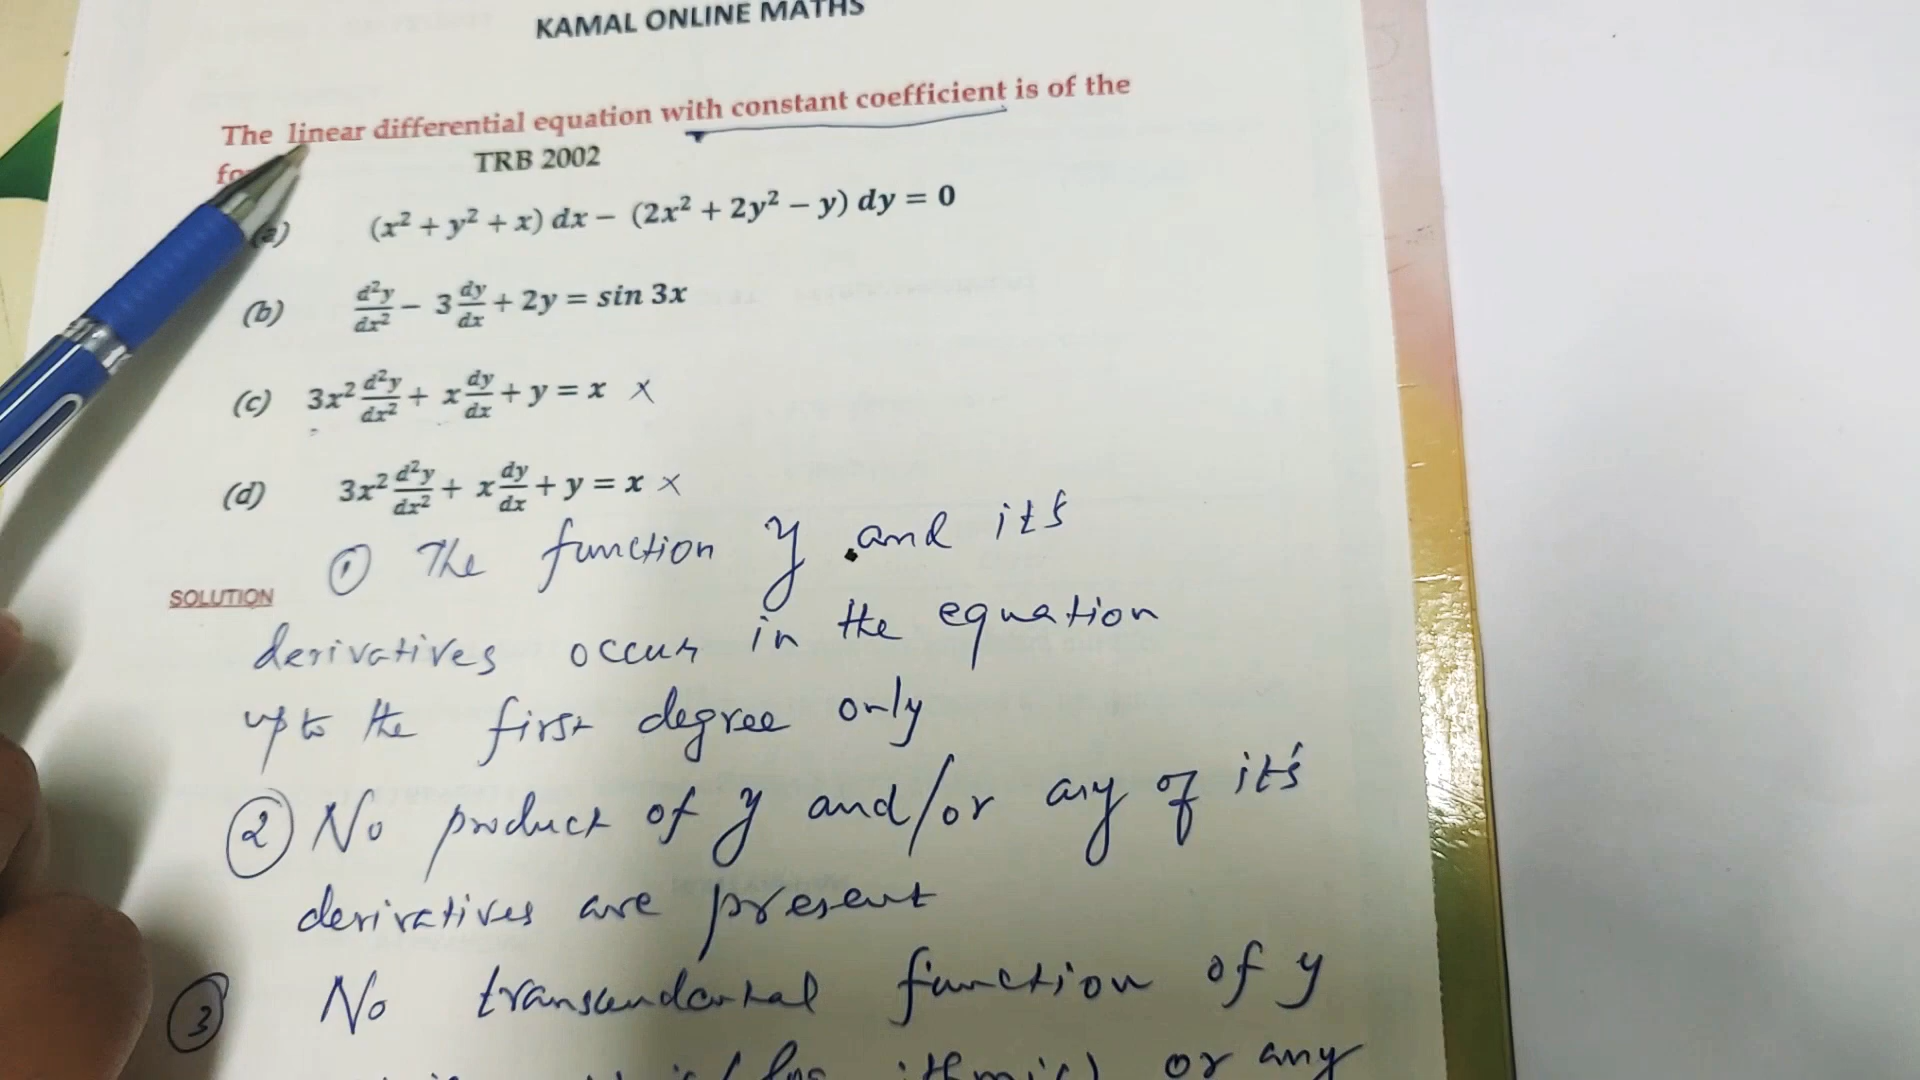 KAMAL ONLINE MATHS
The linear differential equation with constant coefficient is of the
TRB 2002
(x² + y² + x) dx − (2x² + 2y² − y) dy = 0
(b) d²y/dx² − 3 dy/dx + 2y = sin 3x
(c) 3x² d²y/dx² + x dy/dx + y = x ×
(d) 3x² d²y/dx² + x dy/dx + y = x ×
① The function y and it's
SOLUTION
derivatives occur in the equation
upto the first degree only
② No product of y and/or any of it's
derivatives are present
③ No transcendental function of y
or any